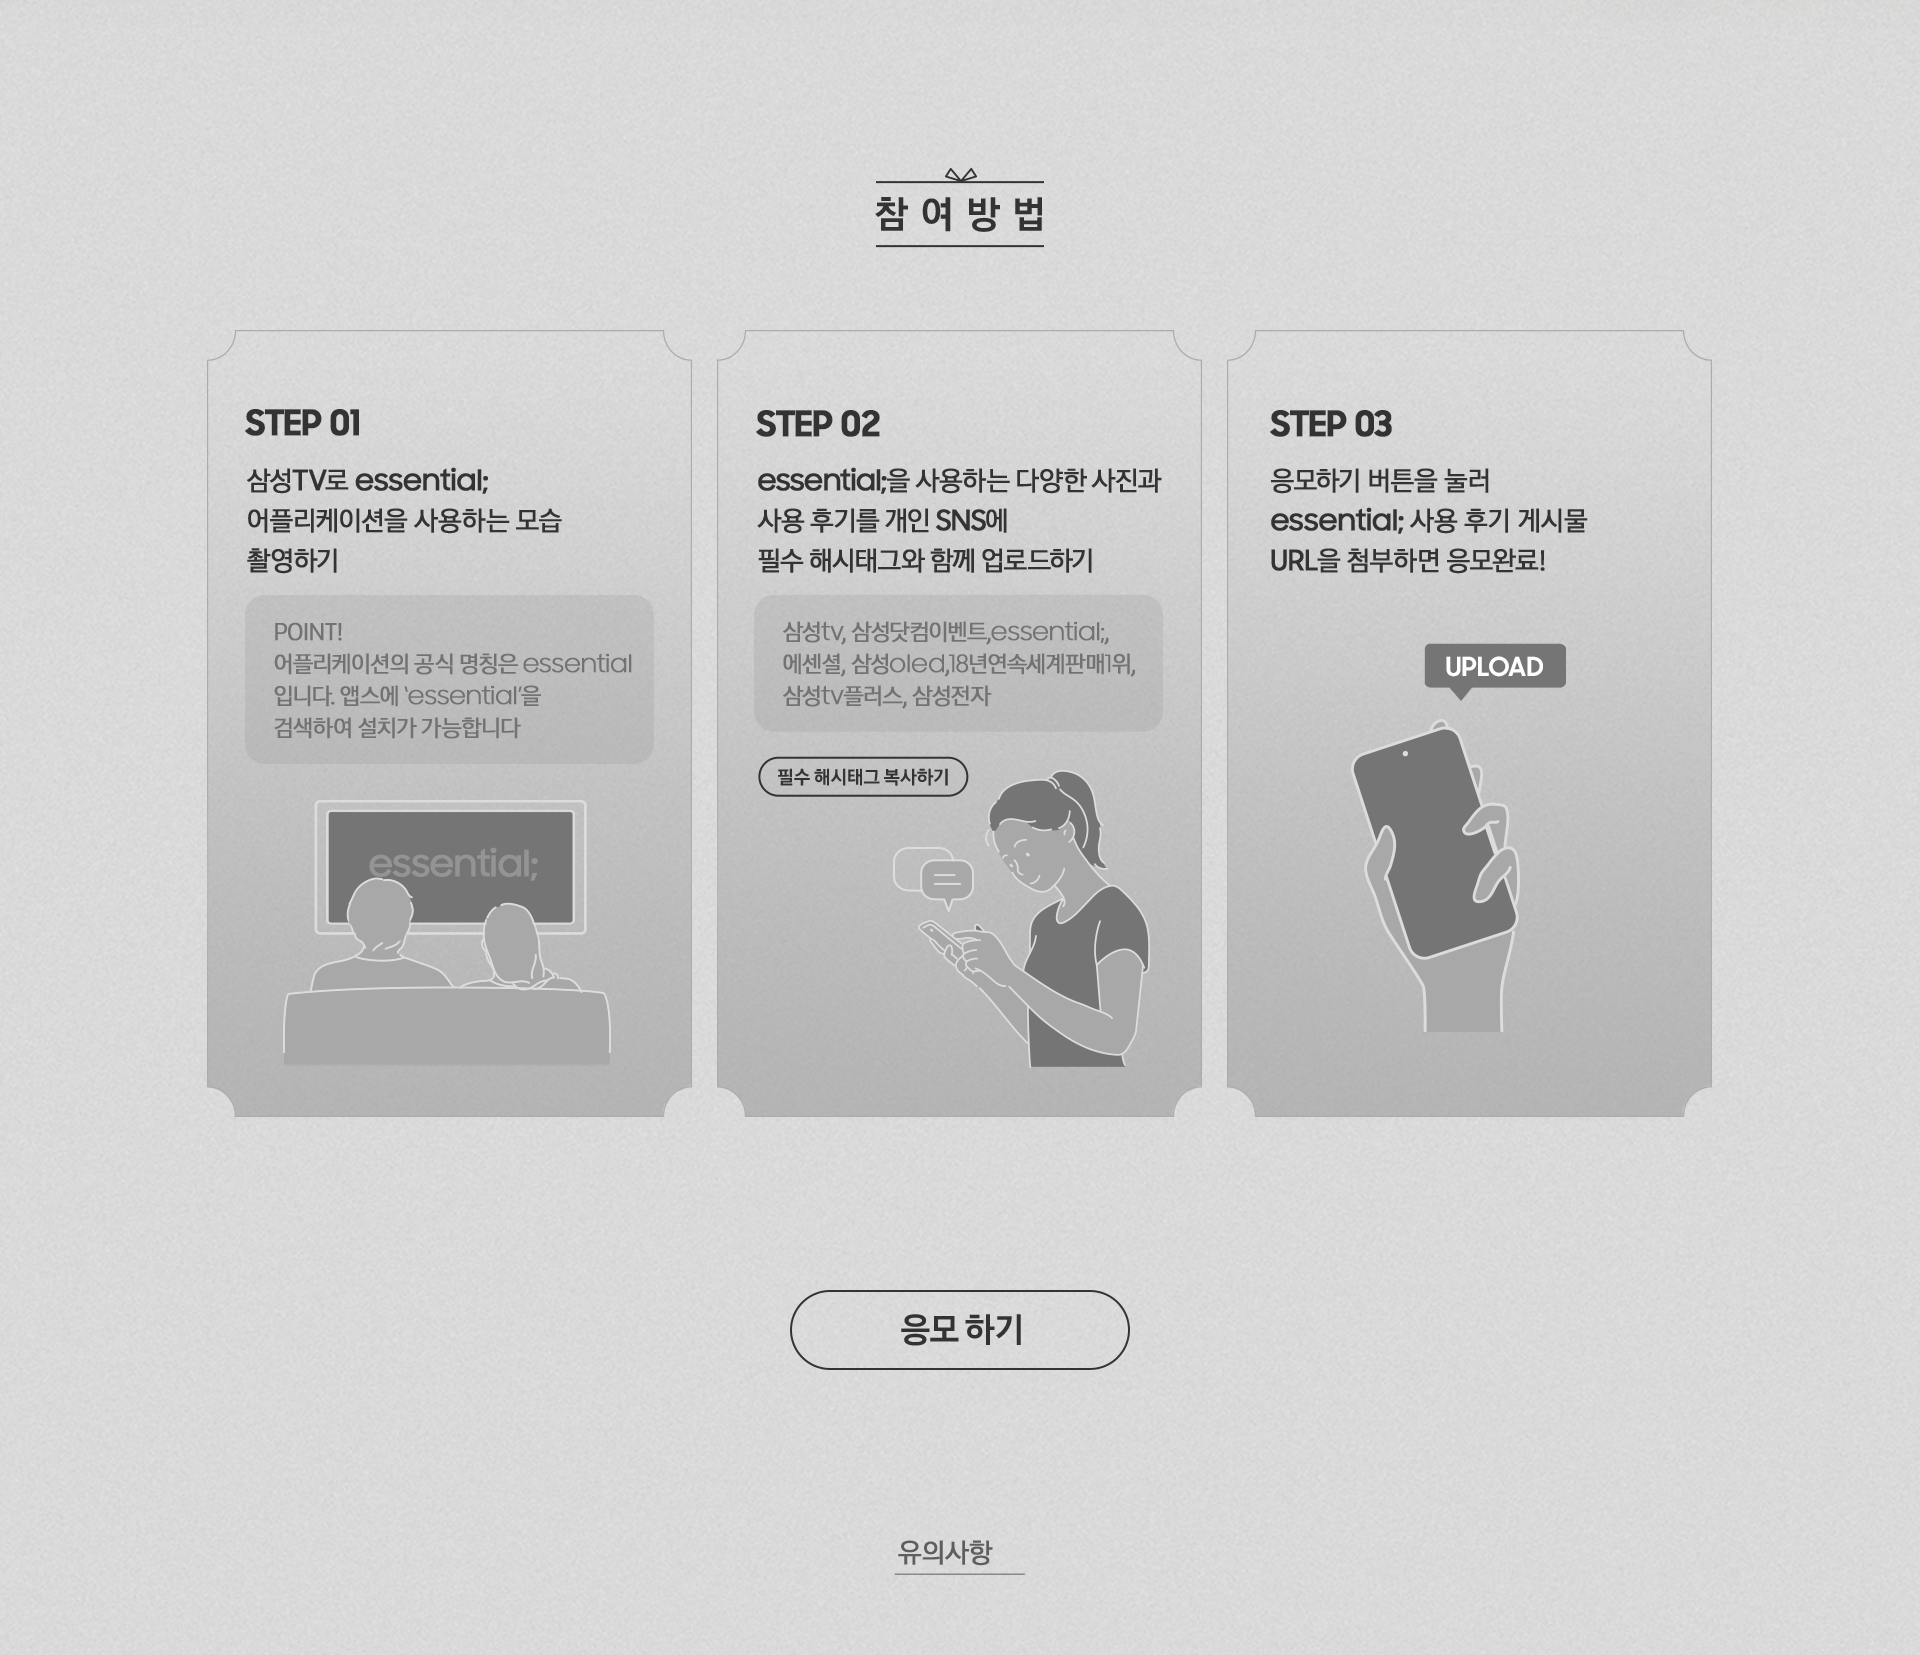 참여방법
STEP 01
삼성TV로 essential;
어플리케이션을 사용하는 모습
촬영하기
POINT!
어플리케이션의 공식 명칭은 essential
입니다. 앱스에 ‘essential’을
검색하여 설치가 가능합니다
essential;
STEP 02
essential;을 사용하는 다양한 사진과
사용 후기를 개인 SNS에
필수 해시태그와 함께 업로드하기
삼성tv, 삼성닷컴이벤트,essential;,
에센셜, 삼성oled,18년연속세계판매1위,
삼성tv플러스, 삼성전자
필수 해시태그 복사하기
STEP 03
응모하기 버튼을 눌러
essential; 사용 후기 게시물
URL을 첨부하면 응모완료!
UPLOAD
응모 하기
유의사항